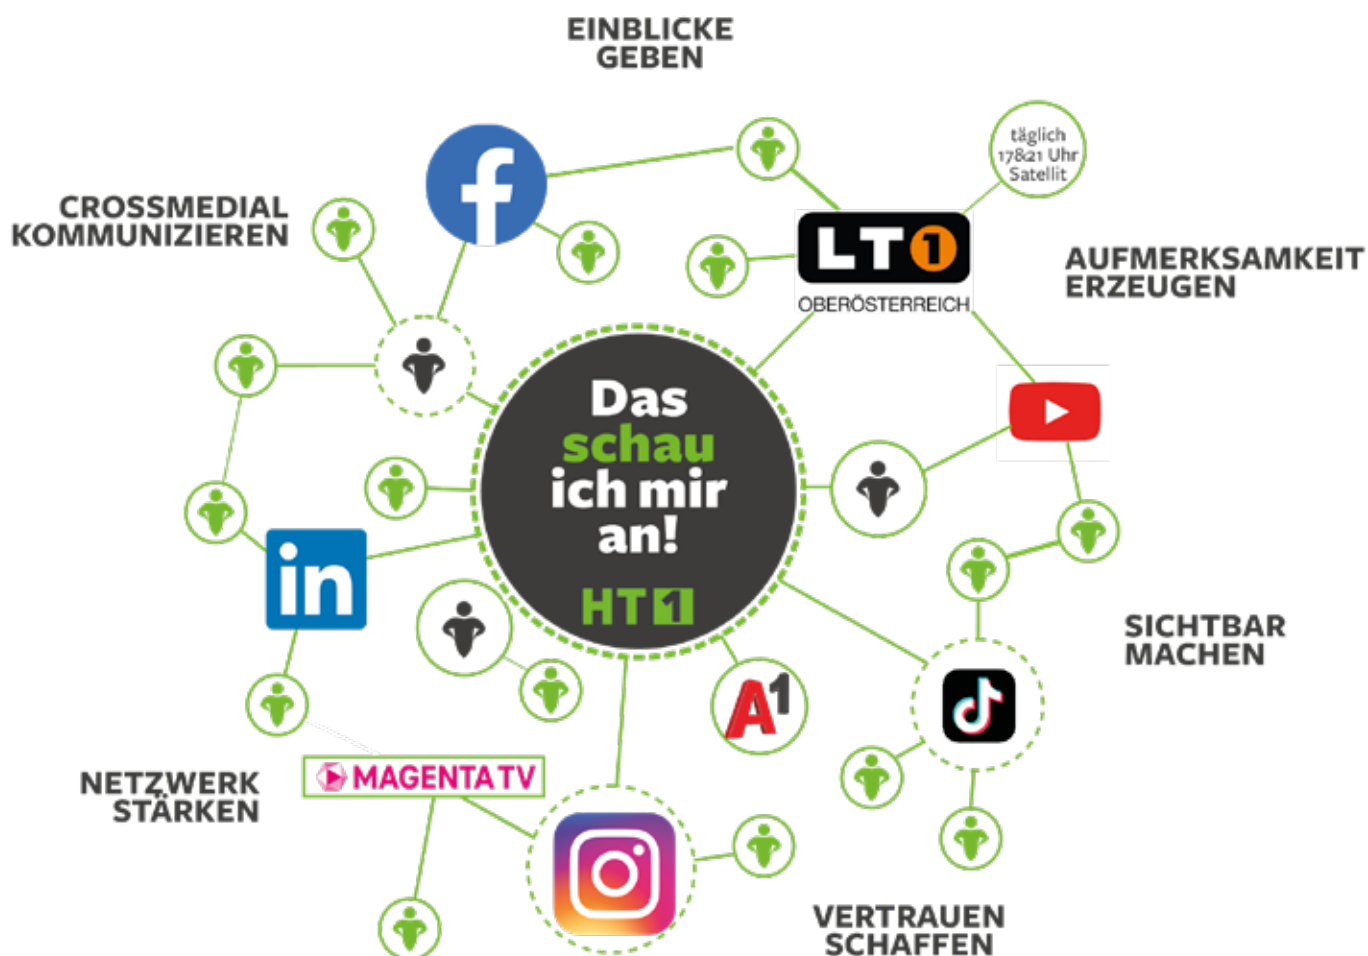 EINBLICKE
GEBEN
täglich
17&21 Uhr
Satellit
CROSSMEDIAL
KOMMUNIZIEREN
LT1
OBERÖSTERREICH
AUFMERKSAMKEIT
ERZEUGEN
Das
schau
ich mir
an!
HT1
in
SICHTBAR
MACHEN
A1
MAGENTA TV
NETZWERK
STÄRKEN
VERTRAUEN
SCHAFFEN